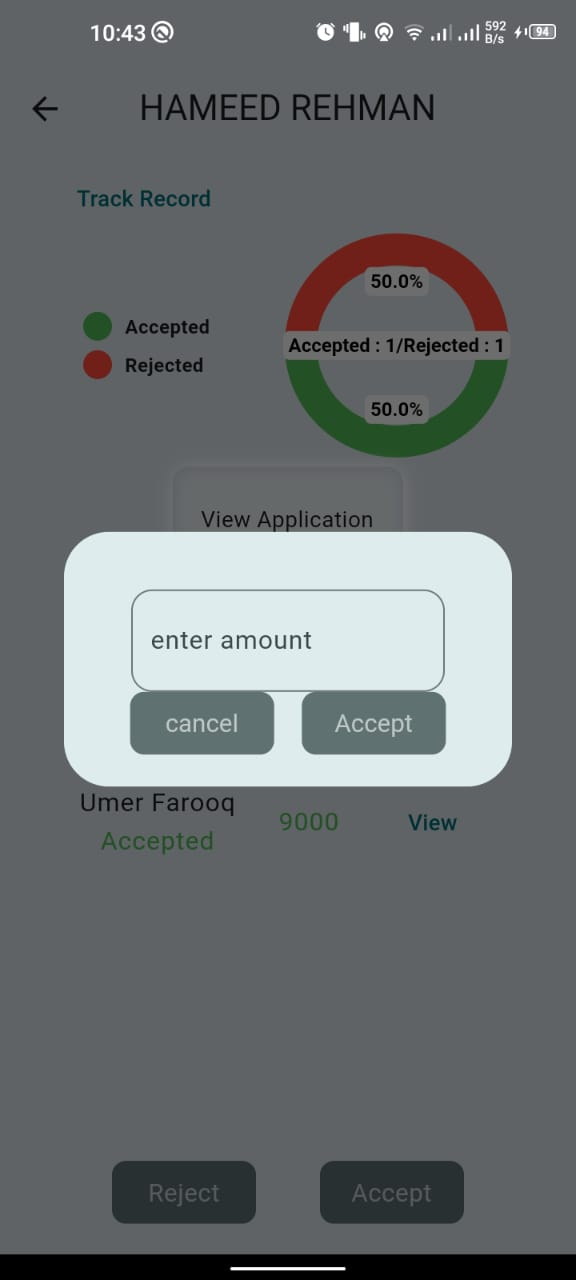 10:43 592 B/s 94
HAMEED REHMAN
Track Record
50.0%
Accepted
Accepted : 1/Rejected : 1
Rejected
50.0%
View Application
enter amount
cancel Accept
Umer Farooq
9000 View
Accepted
Reject Accept